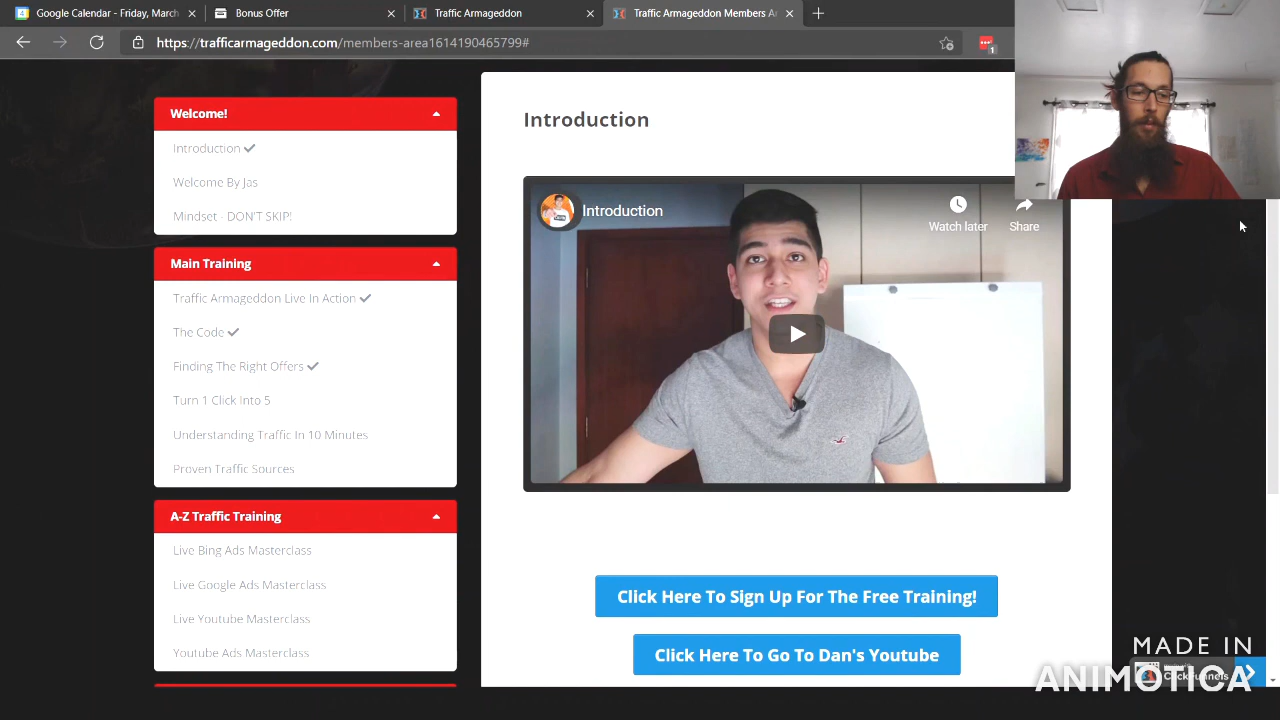 Google Calendar - Friday, March
Bonus Offer
Traffic Armageddon
Traffic Armageddon Members Ar
https://trafficarmageddon.com/members-area1614190465799#
1
Welcome!
Introduction
Welcome By Jas
Mindset - DON'T SKIP!
Main Training
Traffic Armageddon Live In Action
The Code
Finding The Right Offers
Turn 1 Click Into 5
Understanding Traffic In 10 Minutes
Proven Traffic Sources
A-Z Traffic Training
Live Bing Ads Masterclass
Live Google Ads Masterclass
Live Youtube Masterclass
Youtube Ads Masterclass
Introduction
Introduction
Watch later
Share
Click Here To Sign Up For The Free Training!
Click Here To Go To Dan's Youtube
MADE IN
ANIMOTICA
ClickFunnels